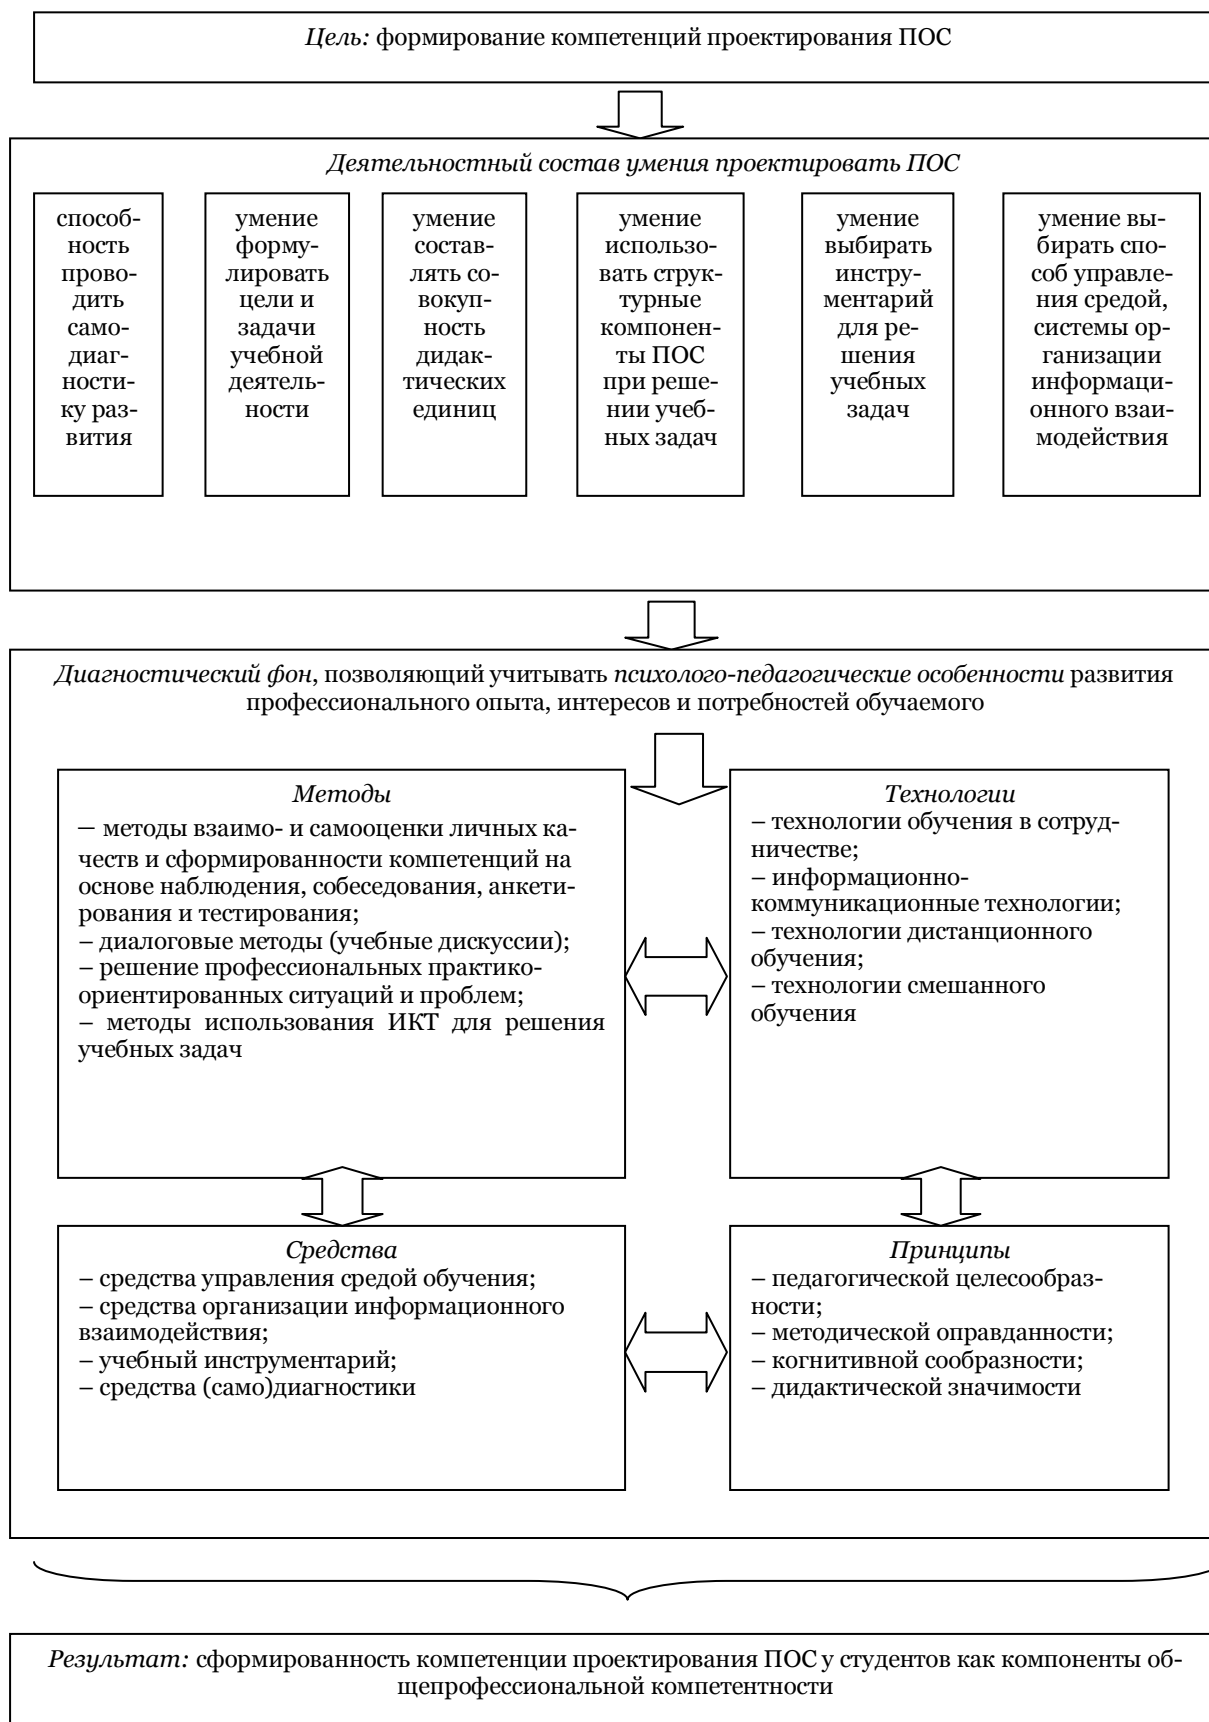 Цель: формирование компетенций проектирования ПОС
Деятельностный состав умения проектировать ПОС
способ-
ность
прово-
дить
само-
диаг-
ности-
ку раз-
вития
умение
форму-
лировать
цели и
задачи
учебной
деятель-
ности
умение
состав-
лять со-
вокуп-
ность
дидак-
тических
единиц
умение
использо-
вать струк-
турные
компонен-
ты ПОС
при реше-
нии учеб-
ных задач
умение
выбирать
инстру-
ментарий
для ре-
шения
учебных
задач
умение вы-
бирать спо-
соб управле-
ния средой,
системы ор-
ганизации
информаци-
онного взаи-
модействия
Диагностический фон, позволяющий учитывать психолого-педагогические особенности развития
профессионального опыта, интересов и потребностей обучаемого
Методы
– методы взаимо- и самооценки личных ка-
честв и сформированности компетенций на
основе наблюдения, собеседования, анкети-
рования и тестирования;
– диалоговые методы (учебные дискуссии);
– решение профессиональных практико-
ориентированных ситуаций и проблем;
– методы использования ИКТ для решения
учебных задач
Технологии
– технологии обучения в сотруд-
ничестве;
– информационно-
коммуникационные технологии;
– технологии дистанционного
обучения;
– технологии смешанного
обучения
Средства
– средства управления средой обучения;
– средства организации информационного
взаимодействия;
– учебный инструментарий;
– средства (само)диагностики
Принципы
– педагогической целесообраз-
ности;
– методической оправданности;
– когнитивной сообразности;
– дидактической значимости
Результат: сформированность компетенции проектирования ПОС у студентов как компоненты об-
щепрофессиональной компетентности